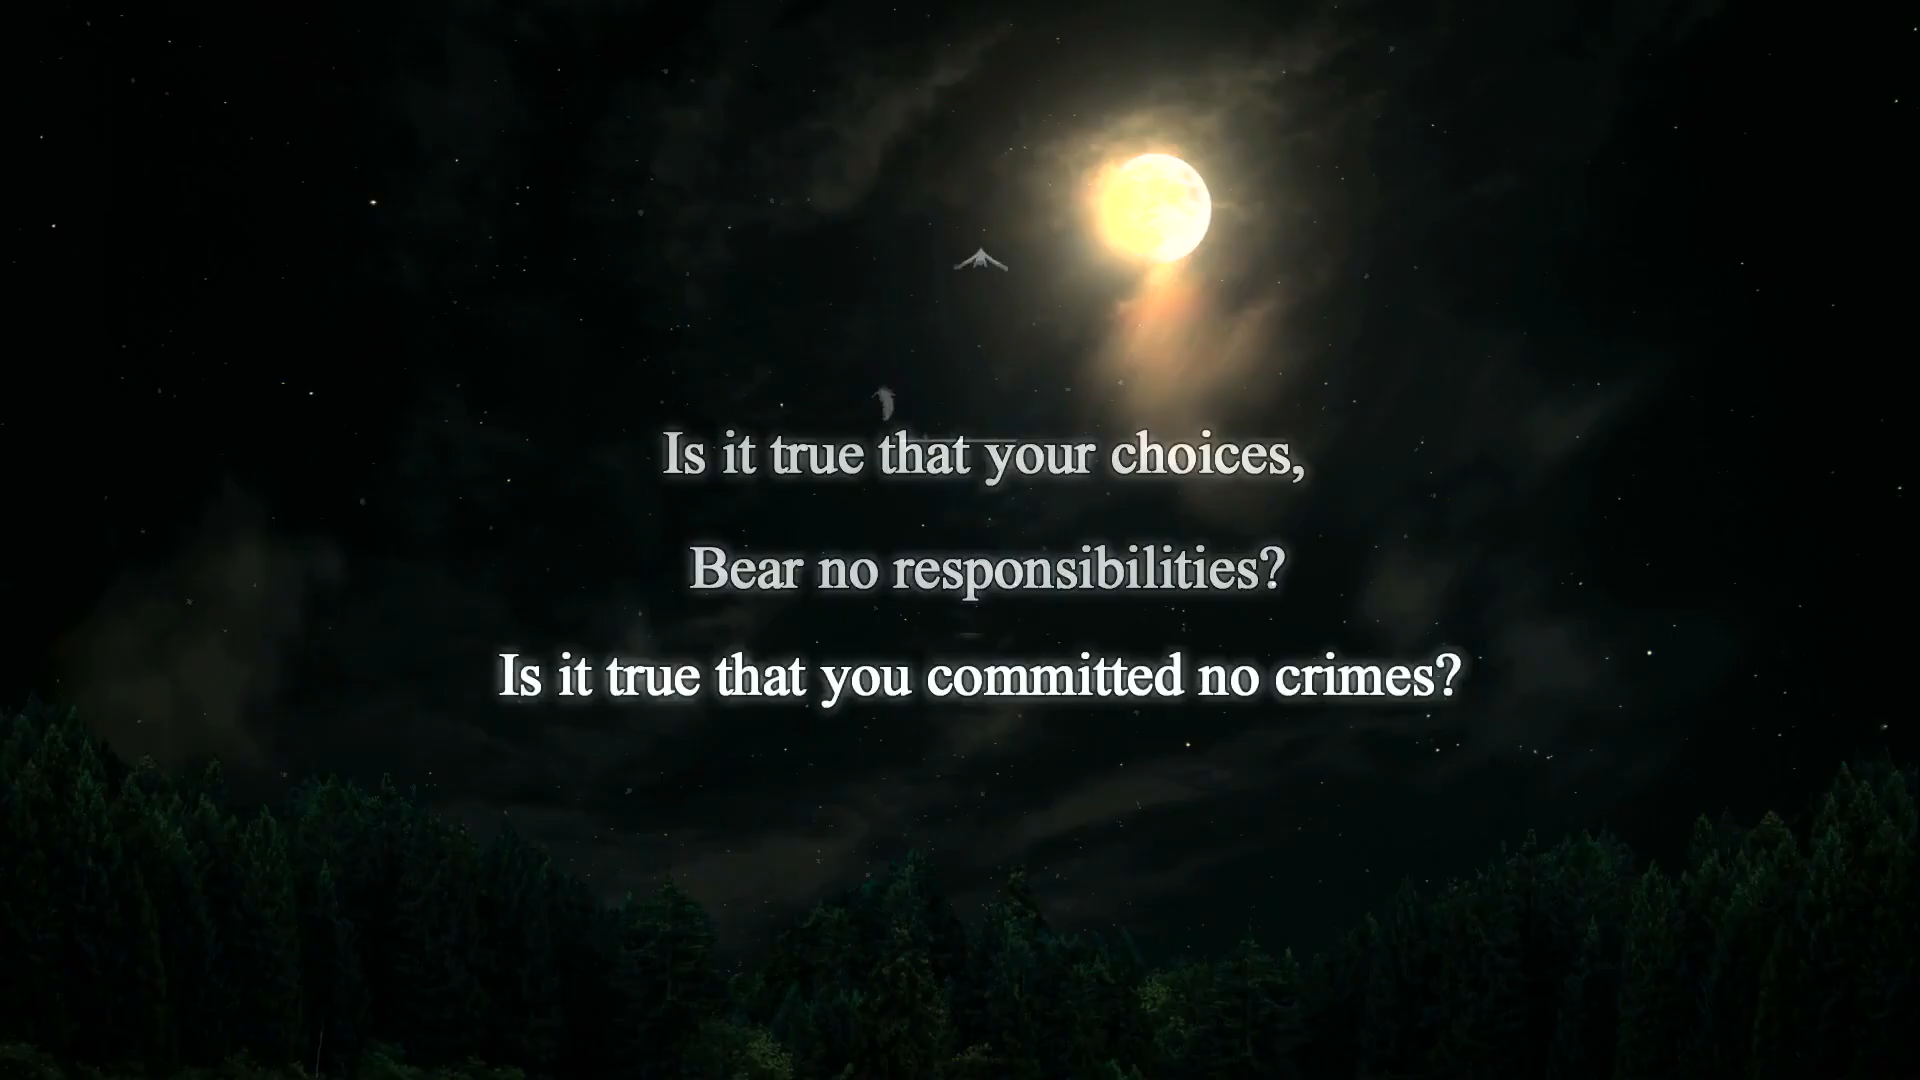 Is it true that your choices,
Bear no responsibilities?
Is it true that you committed no crimes?